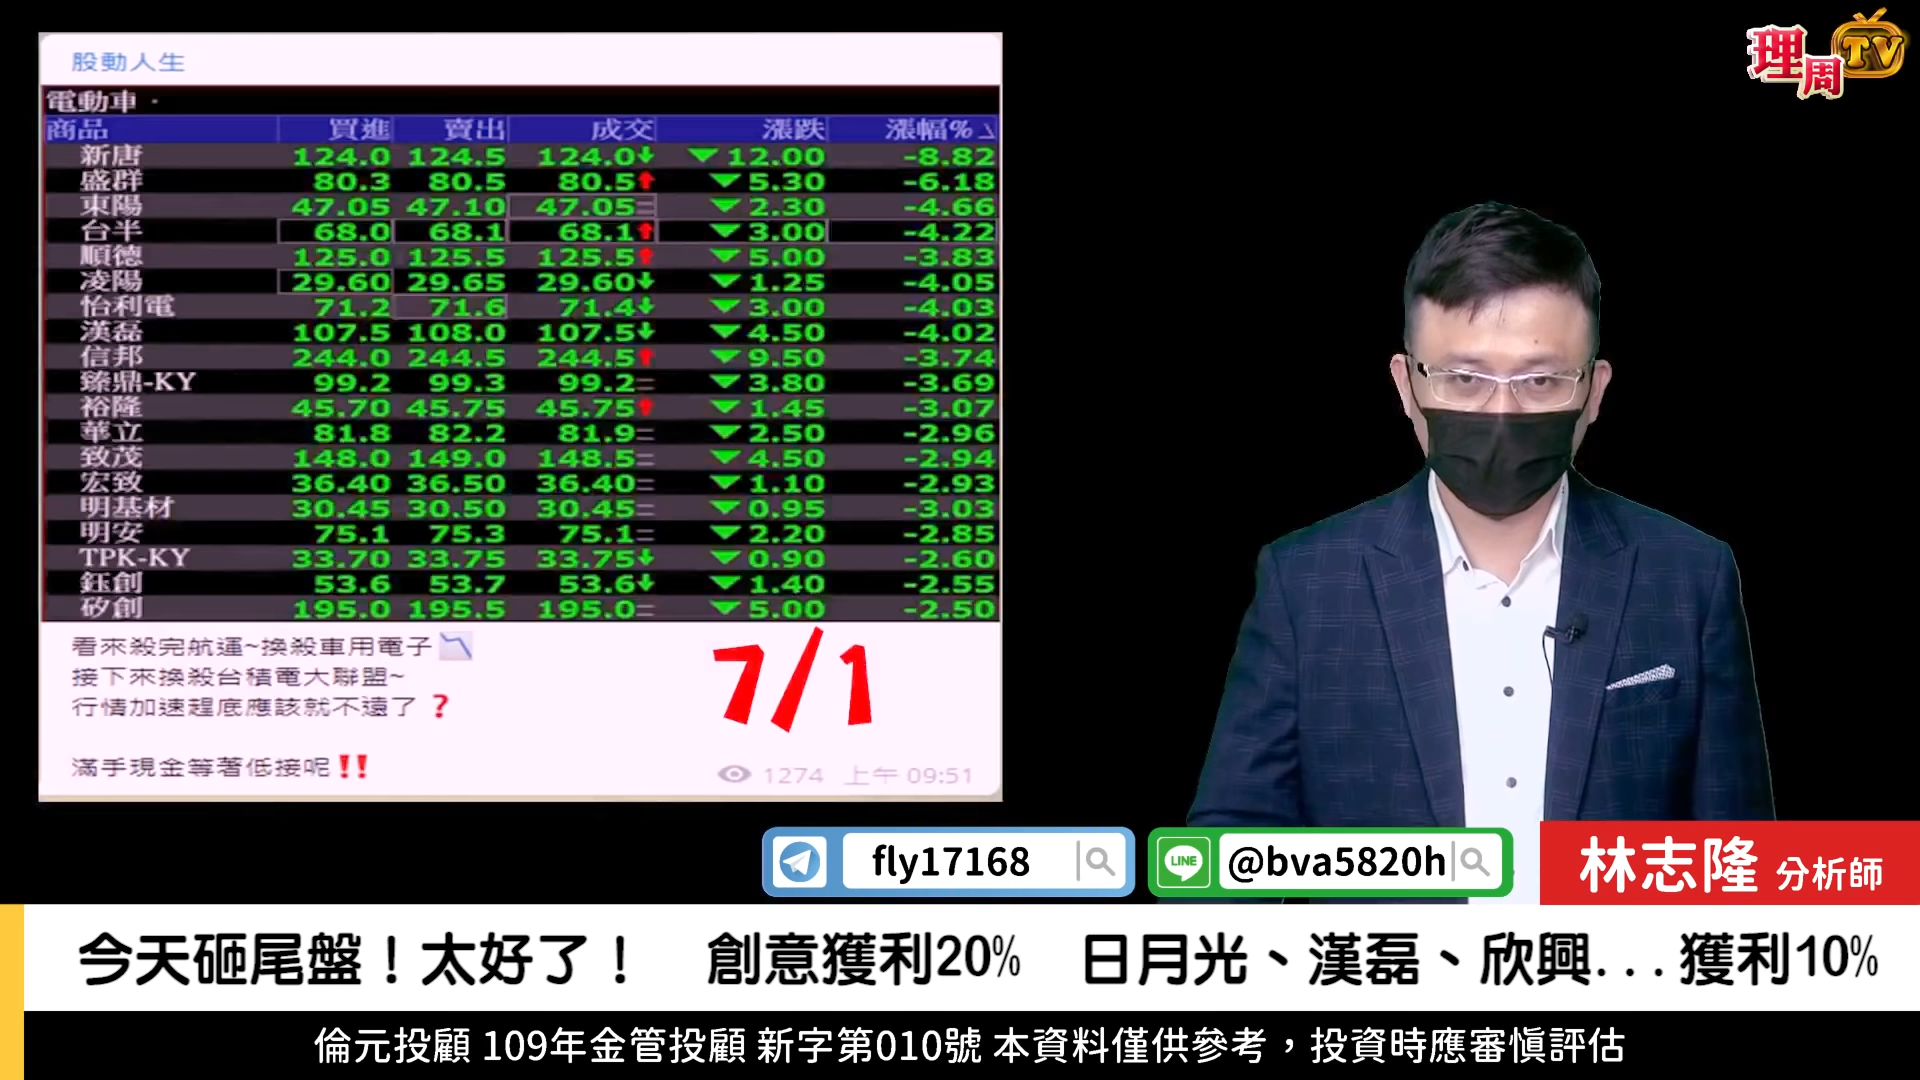 理周TV
股動人生
電動車 ·
商品 買進 賣出 成交 漲跌 漲幅%
新唐 124.0 124.5 124.0↓ ▼12.00 -8.82
盛群 80.3 80.5 80.5↑ ▼5.30 -6.18
東陽 47.05 47.10 47.05= ▼2.30 -4.66
台半 68.0 68.1 68.1↑ ▼3.00 -4.22
順德 125.0 125.5 125.5↑ ▼5.00 -3.83
凌陽 29.60 29.65 29.60↓ ▼1.25 -4.05
怡利電 71.2 71.6 71.4↓ ▼3.00 -4.03
漢磊 107.5 108.0 107.5↓ ▼4.50 -4.02
信邦 244.0 244.5 244.5↑ ▼9.50 -3.74
臻鼎-KY 99.2 99.3 99.2= ▼3.80 -3.69
裕隆 45.70 45.75 45.75↑ ▼1.45 -3.07
華立 81.8 82.2 81.9= ▼2.50 -2.96
致茂 148.0 149.0 148.5= ▼4.50 -2.94
宏致 36.40 36.50 36.40= ▼1.10 -2.93
明基材 30.45 30.50 30.45= ▼0.95 -3.03
明安 75.1 75.3 75.1= ▼2.20 -2.85
TPK-KY 33.70 33.75 33.75↓ ▼0.90 -2.60
鈺創 53.6 53.7 53.6↓ ▼1.40 -2.55
矽創 195.0 195.5 195.0= ▼5.00 -2.50
看來殺完航運~換殺車用電子
接下來換殺台積電大聯盟~
行情加速趕底應該就不遠了❓
滿手現金等著低接呢‼
7/1
1274 上午 09:51
fly17168
LINE @bva5820h
林志隆 分析師
今天砸尾盤！太好了！ 創意獲利20% 日月光、漢磊、欣興...獲利10%
倫元投顧 109年金管投顧 新字第010號 本資料僅供參考，投資時應審慎評估